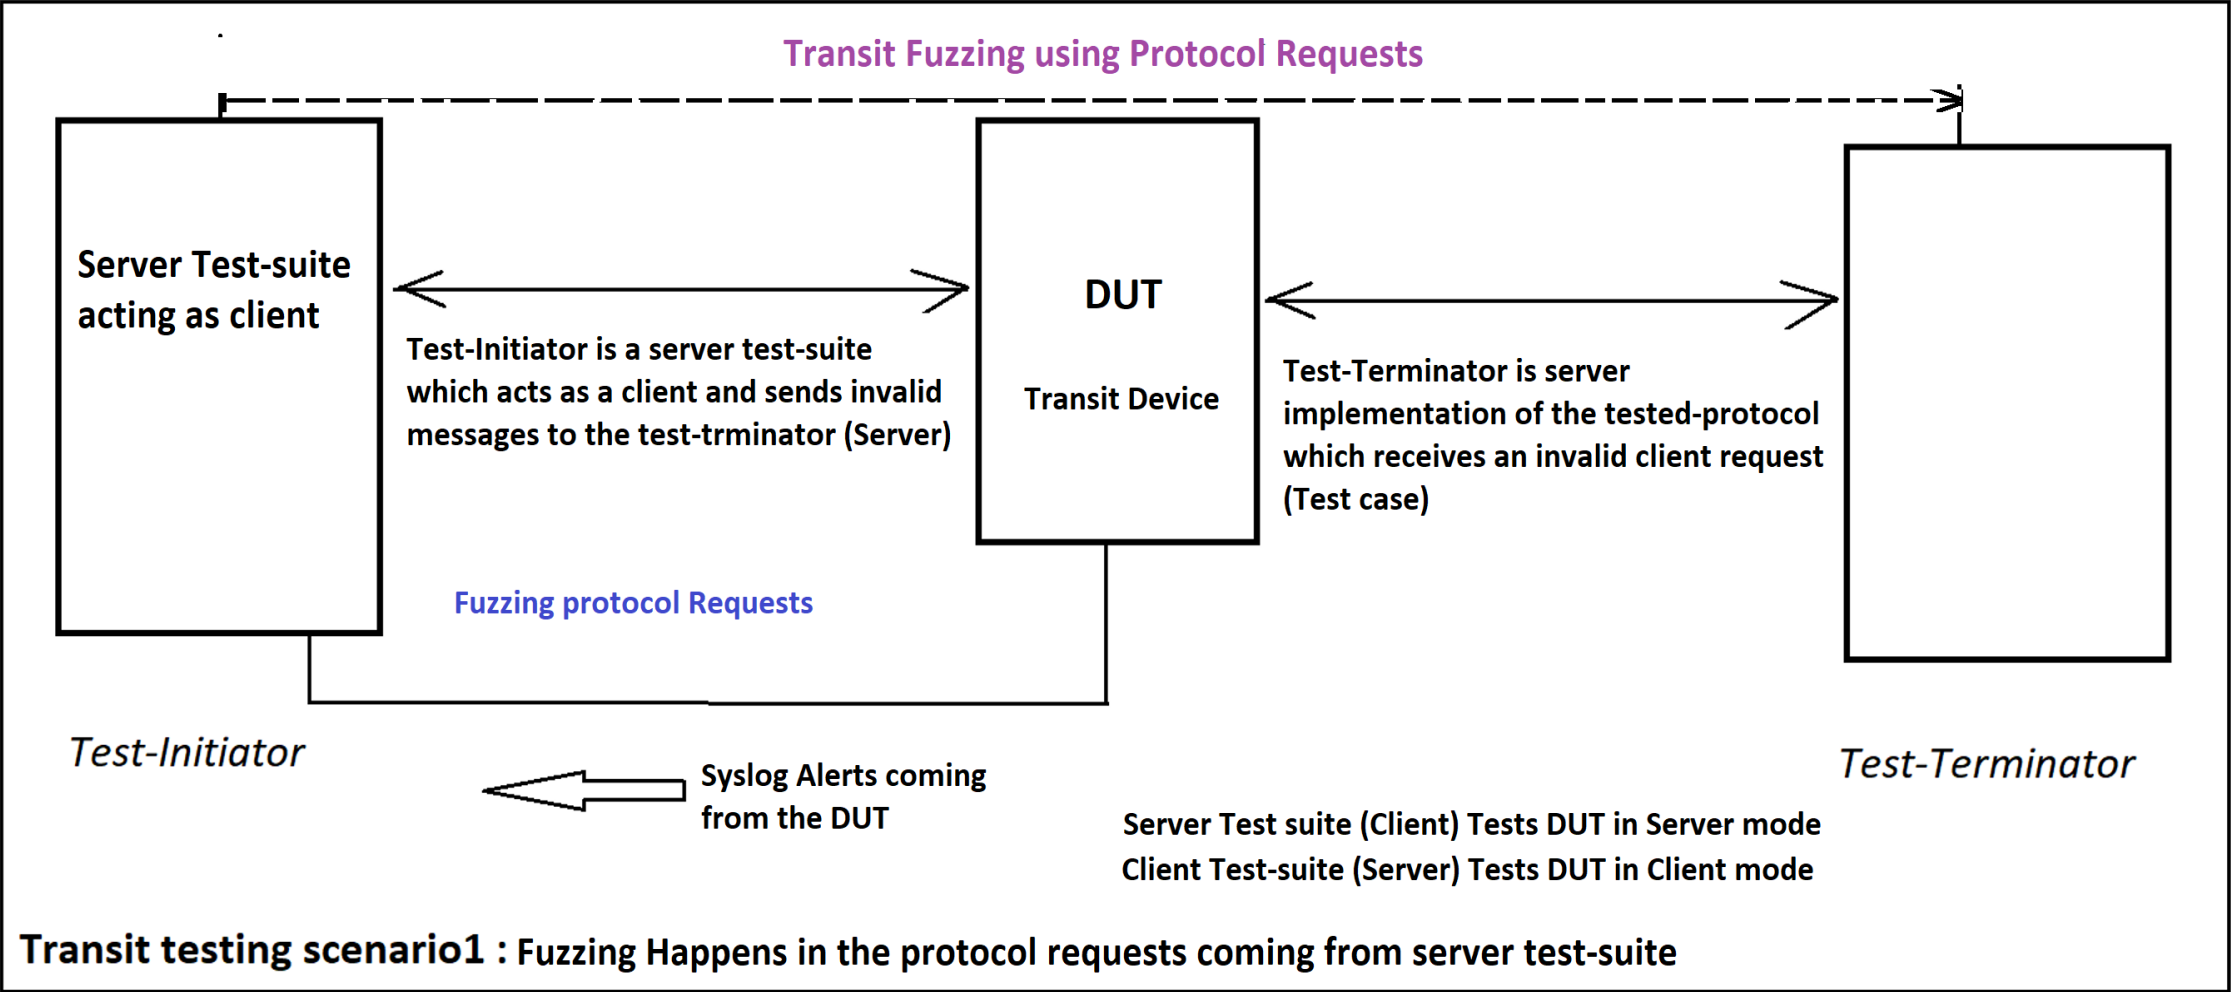 Transit Fuzzing using Protocol Requests
Server Test-suite
acting as client
Test-Initiator is a server test-suite
which acts as a client and sends invalid
messages to the test-trminator (Server)
DUT
Transit Device
Test-Terminator is server
implementation of the tested-protocol
which receives an invalid client request
(Test case)
Fuzzing protocol Requests
Test-Initiator
Test-Terminator
Syslog Alerts coming
from the DUT
Server Test suite (Client) Tests DUT in Server mode
Client Test-suite (Server) Tests DUT in Client mode
Transit testing scenario1 : Fuzzing Happens in the protocol requests coming from server test-suite